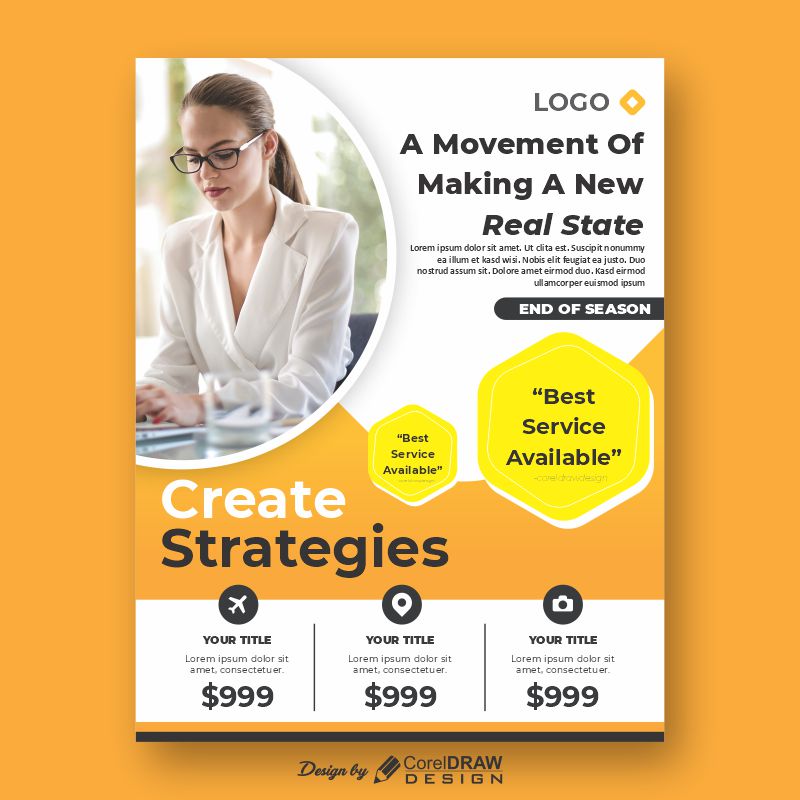 LOGO
A Movement Of
Making A New
Real State
Lorem ipsum dolor sit amet. Ut clita est. Suscipit nonummy
ea illum et kasd wisi. Nobis elit feugiat ea justo. Duo
nostrud assum sit. Dolore amet eirmod duo. Kasd eirmod
ullamcorper euismod ipsum
END OF SEASON
“Best
Service
Available”
-coreldrawdesign
“Best
Service
Available”
-coreldrawdesign
Create
Strategies
YOUR TITLE
Lorem ipsum dolor sit
amet, consectetuer.
$999
YOUR TITLE
Lorem ipsum dolor sit
amet, consectetuer.
$999
YOUR TITLE
Lorem ipsum dolor sit
amet, consectetuer.
$999
Design by CorelDRAW
DESIGN